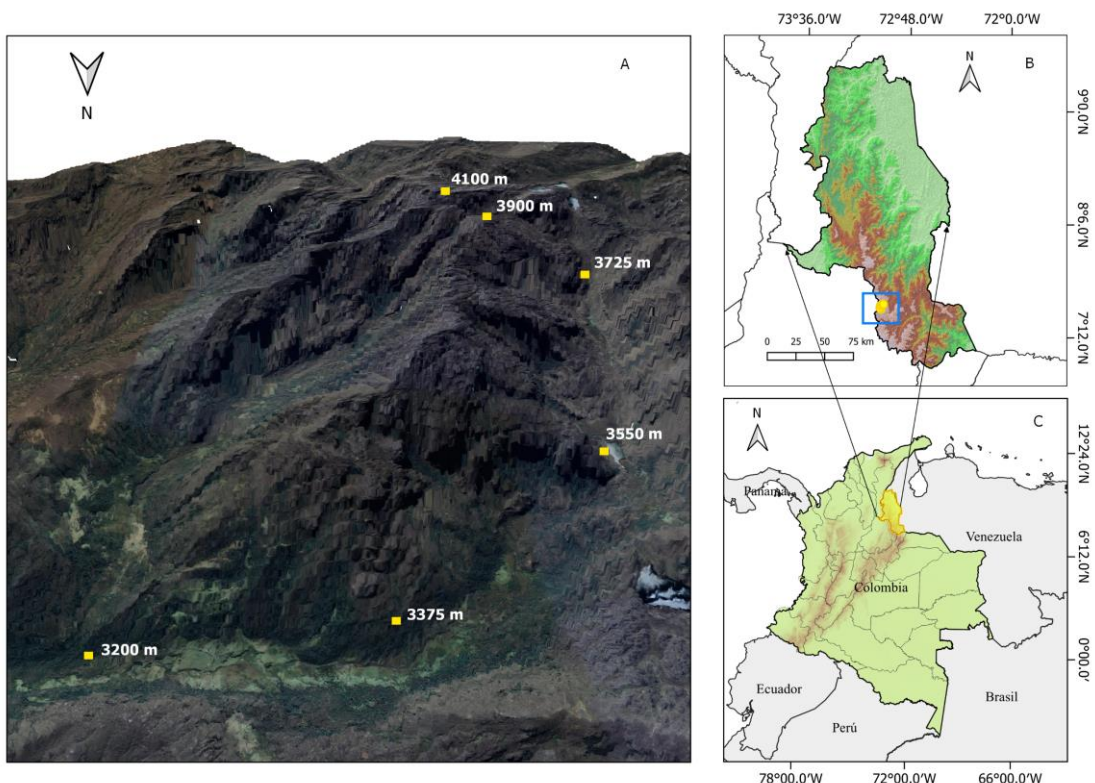 A
N
4100 m
3900 m
3725 m
3550 m
3375 m
3200 m
73°36.0'W 72°48.0'W 72°0.0'W
B
N
9°0.0'N
8°6.0'N
7°12.0'N
0 25 50 75 km
C
N
12°24.0'N
6°12.0'N
0°00.0'
Panamá
Venezuela
Colombia
Ecuador
Perú
Brasil
78°00.0'W 72°00.0'W 66°00.0'W